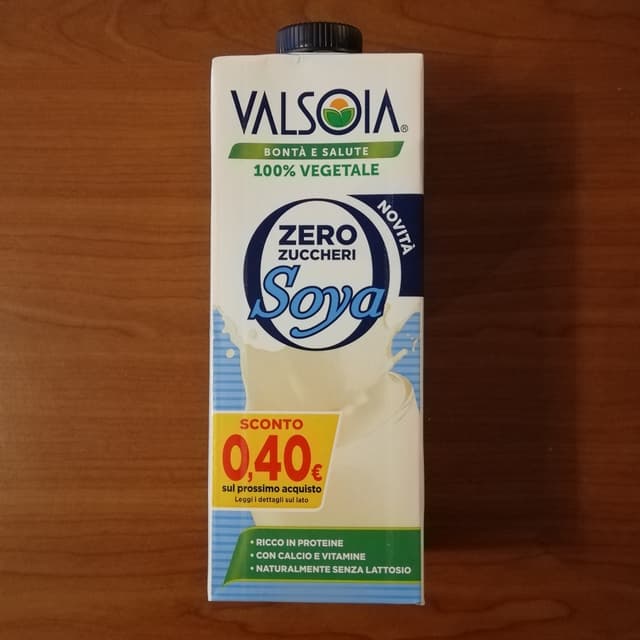 VALSOIA®
BONTÀ E SALUTE
100% VEGETALE
NOVITÀ
ZERO
ZUCCHERI
Soya
SCONTO
0,40€
sul prossimo acquisto
Leggi i dettagli sul lato
• RICCO IN PROTEINE
• CON CALCIO E VITAMINE
• NATURALMENTE SENZA LATTOSIO